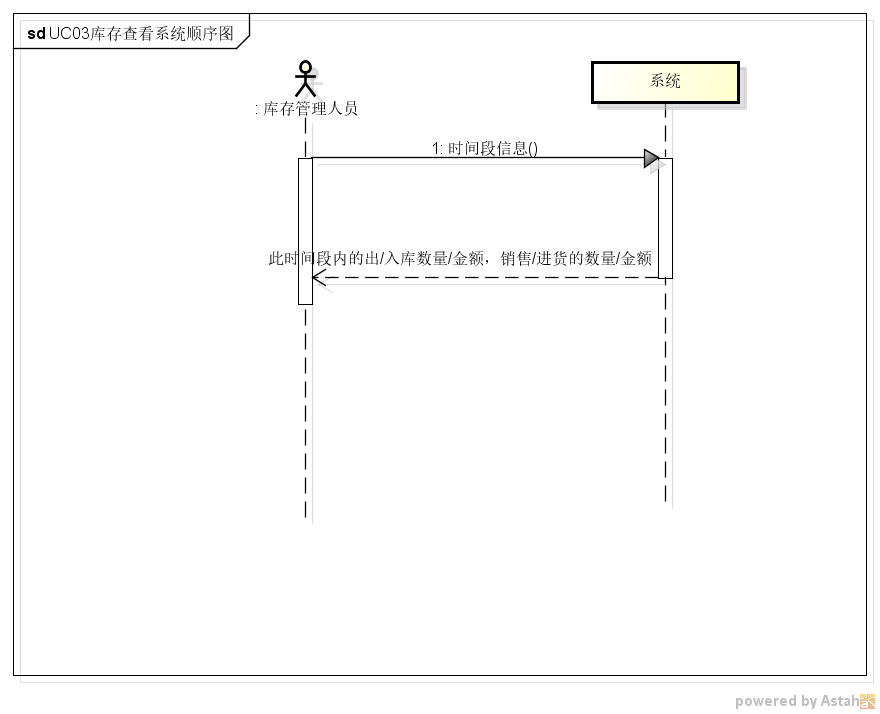 sd UC03库存查看系统顺序图
: 库存管理人员
系统
1: 时间段信息()
此时间段内的出/入库数量/金额，销售/进货的数量/金额
powered by Astah